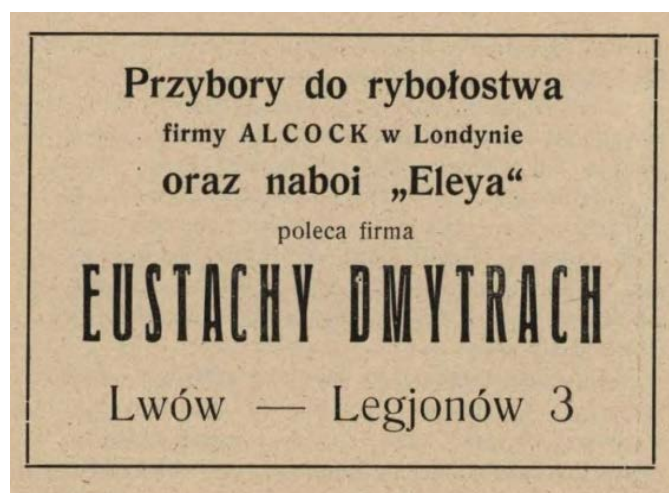 Przybory do rybołostwa
firmy ALCOCK w Londynie
oraz naboi „Eleya“
poleca firma
EUSTACHY DMYTRACH
Lwów — Legjonów 3